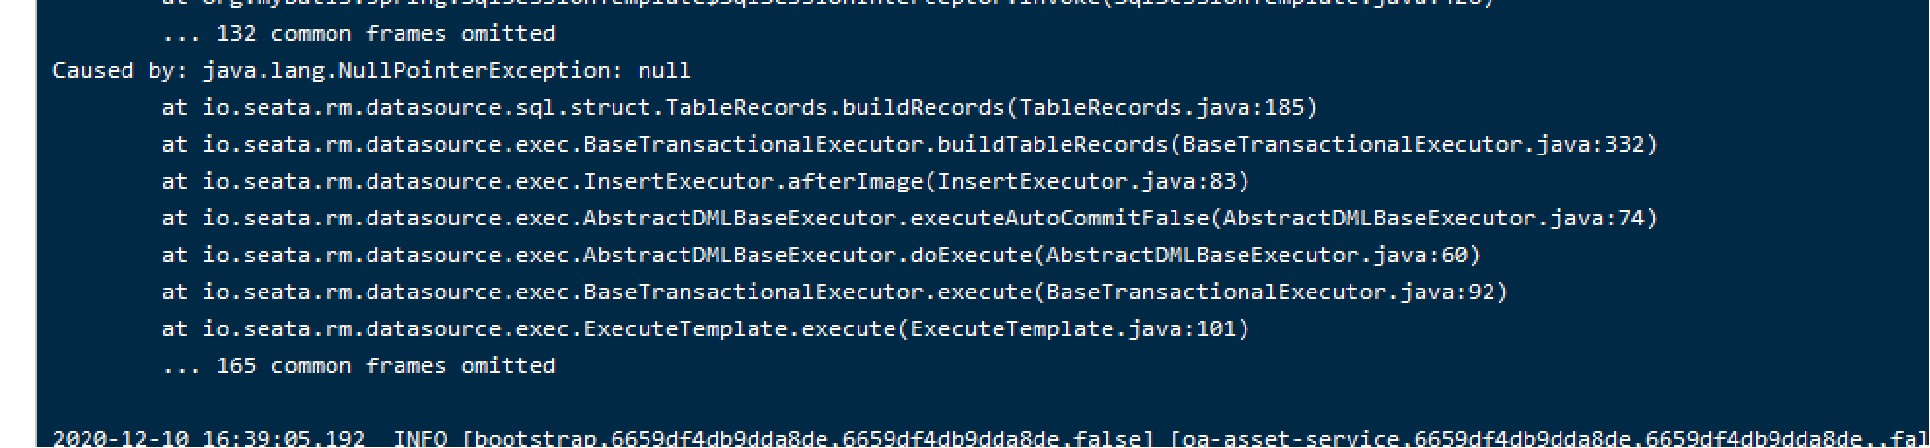 at org.mybatis.spring.SqlSessionTemplate$SqlSessionInterceptor.invoke(SqlSessionTemplate.java:426)
... 132 common frames omitted
Caused by: java.lang.NullPointerException: null
at io.seata.rm.datasource.sql.struct.TableRecords.buildRecords(TableRecords.java:185)
at io.seata.rm.datasource.exec.BaseTransactionalExecutor.buildTableRecords(BaseTransactionalExecutor.java:332)
at io.seata.rm.datasource.exec.InsertExecutor.afterImage(InsertExecutor.java:83)
at io.seata.rm.datasource.exec.AbstractDMLBaseExecutor.executeAutoCommitFalse(AbstractDMLBaseExecutor.java:74)
at io.seata.rm.datasource.exec.AbstractDMLBaseExecutor.doExecute(AbstractDMLBaseExecutor.java:60)
at io.seata.rm.datasource.exec.BaseTransactionalExecutor.execute(BaseTransactionalExecutor.java:92)
at io.seata.rm.datasource.exec.ExecuteTemplate.execute(ExecuteTemplate.java:101)
... 165 common frames omitted
2020-12-10 16:39:05.192 INFO [bootstrap,6659df4db9dda8de,6659df4db9dda8de,false] [oa-asset-service,6659df4db9dda8de,6659df4db9dda8de,,fal